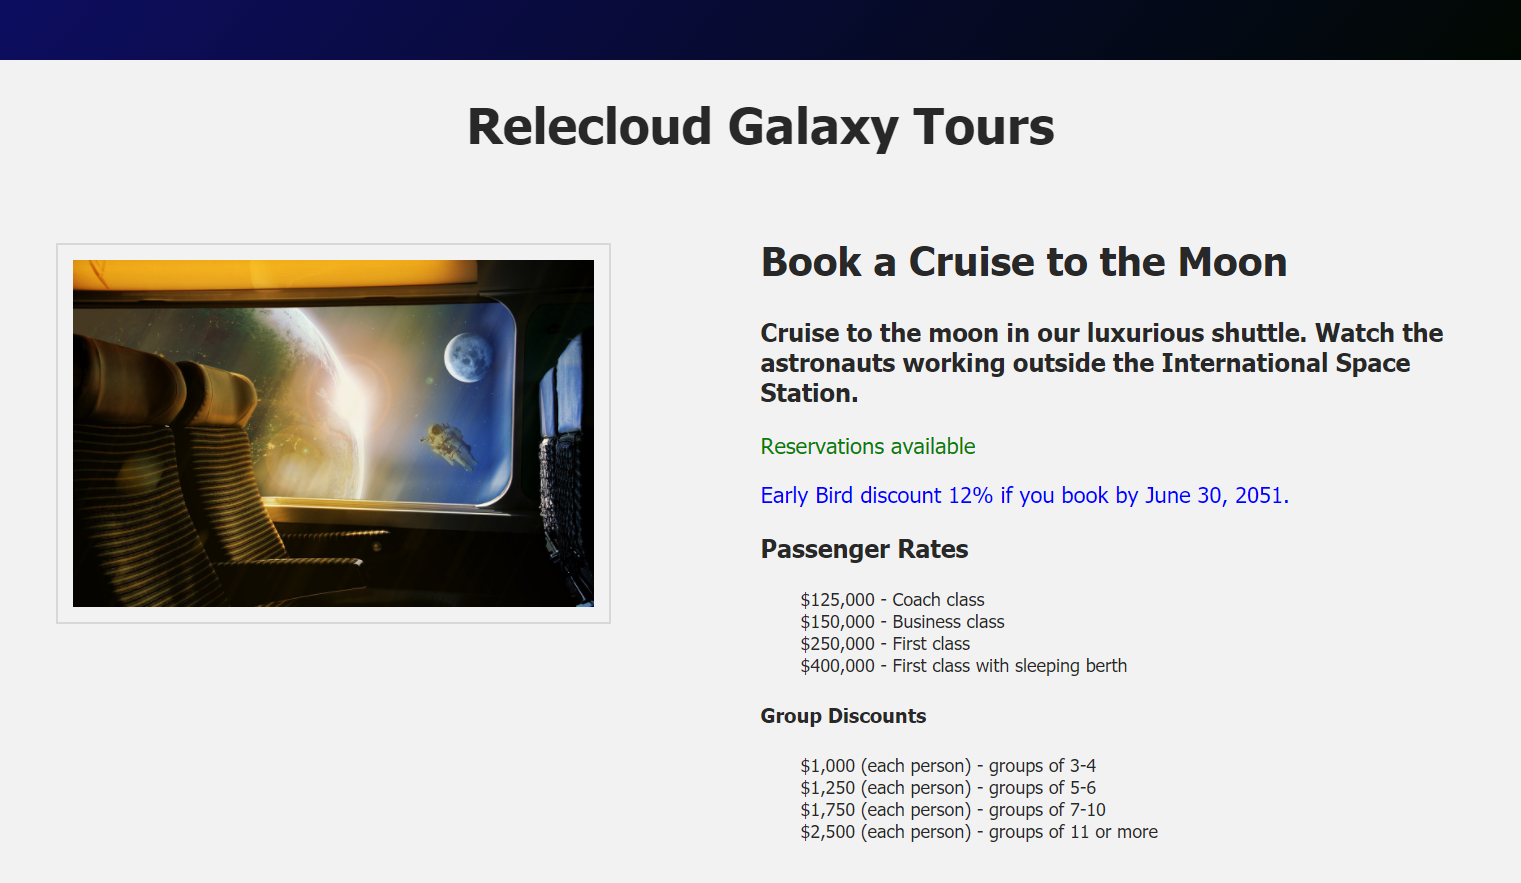 Relecloud Galaxy Tours
Book a Cruise to the Moon
Cruise to the moon in our luxurious shuttle. Watch the
astronauts working outside the International Space
Station.
Reservations available
Early Bird discount 12% if you book by June 30, 2051.
Passenger Rates
$125,000 - Coach class
$150,000 - Business class
$250,000 - First class
$400,000 - First class with sleeping berth
Group Discounts
$1,000 (each person) - groups of 3-4
$1,250 (each person) - groups of 5-6
$1,750 (each person) - groups of 7-10
$2,500 (each person) - groups of 11 or more